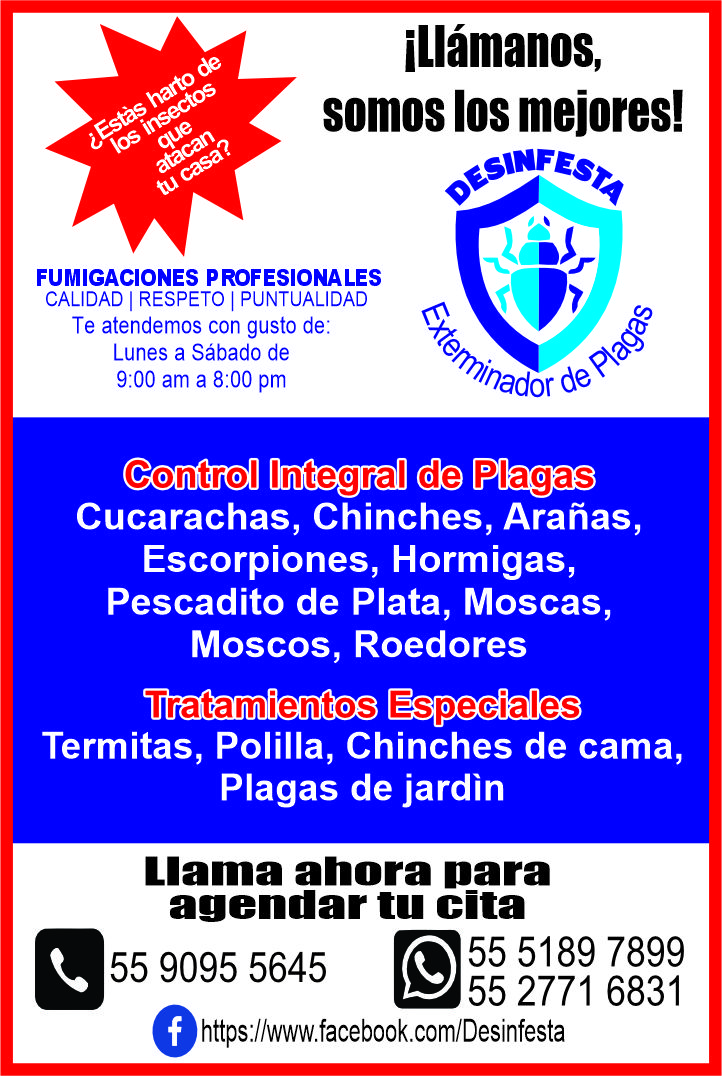 ¿Estàs harto de
los insectos
que
atacan
tu casa?
¡Llámanos,
somos los mejores!
DESINFESTA
Exterminador de Plagas
FUMIGACIONES PROFESIONALES
CALIDAD | RESPETO | PUNTUALIDAD
Te atendemos con gusto de:
Lunes a Sábado de
9:00 am a 8:00 pm
Control Integral de Plagas
Cucarachas, Chinches, Arañas,
Escorpiones, Hormigas,
Pescadito de Plata, Moscas,
Moscos, Roedores
Tratamientos Especiales
Termitas, Polilla, Chinches de cama,
Plagas de jardìn
Llama ahora para
agendar tu cita
55 9095 5645
55 5189 7899
55 2771 6831
https://www.facebook.com/Desinfesta